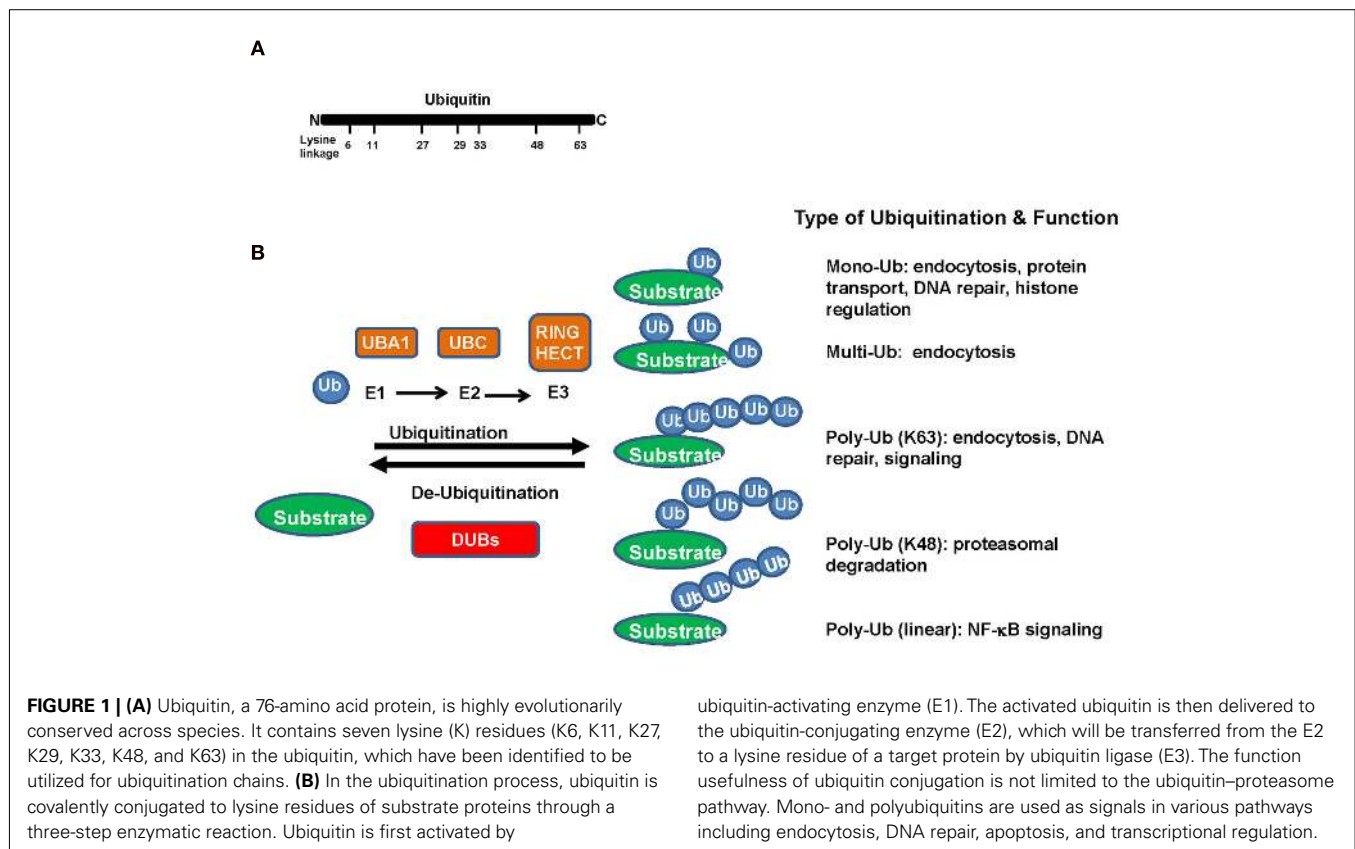 A
Ubiquitin
N
C
Lysine
linkage
6 11 27 29 33 48 63
Type of Ubiquitination & Function
B
UBA1
UBC
RING
HECT
Ub
E1
E2
E3
Ubiquitination
De-Ubiquitination
Substrate
DUBs
Ub
Substrate
Mono-Ub: endocytosis, protein
transport, DNA repair, histone
regulation
Ub Ub
Substrate
Ub
Multi-Ub: endocytosis
Ub Ub Ub Ub Ub
Substrate
Poly-Ub (K63): endocytosis, DNA
repair, signaling
Ub Ub Ub Ub Ub
Substrate
Poly-Ub (K48): proteasomal
degradation
Ub Ub Ub Ub
Substrate
Poly-Ub (linear): NF-κB signaling
FIGURE 1 | (A) Ubiquitin, a 76-amino acid protein, is highly evolutionarily
conserved across species. It contains seven lysine (K) residues (K6, K11, K27,
K29, K33, K48, and K63) in the ubiquitin, which have been identified to be
utilized for ubiquitination chains. (B) In the ubiquitination process, ubiquitin is
covalently conjugated to lysine residues of substrate proteins through a
three-step enzymatic reaction. Ubiquitin is first activated by
ubiquitin-activating enzyme (E1). The activated ubiquitin is then delivered to
the ubiquitin-conjugating enzyme (E2), which will be transferred from the E2
to a lysine residue of a target protein by ubiquitin ligase (E3). The function
usefulness of ubiquitin conjugation is not limited to the ubiquitin–proteasome
pathway. Mono- and polyubiquitins are used as signals in various pathways
including endocytosis, DNA repair, apoptosis, and transcriptional regulation.